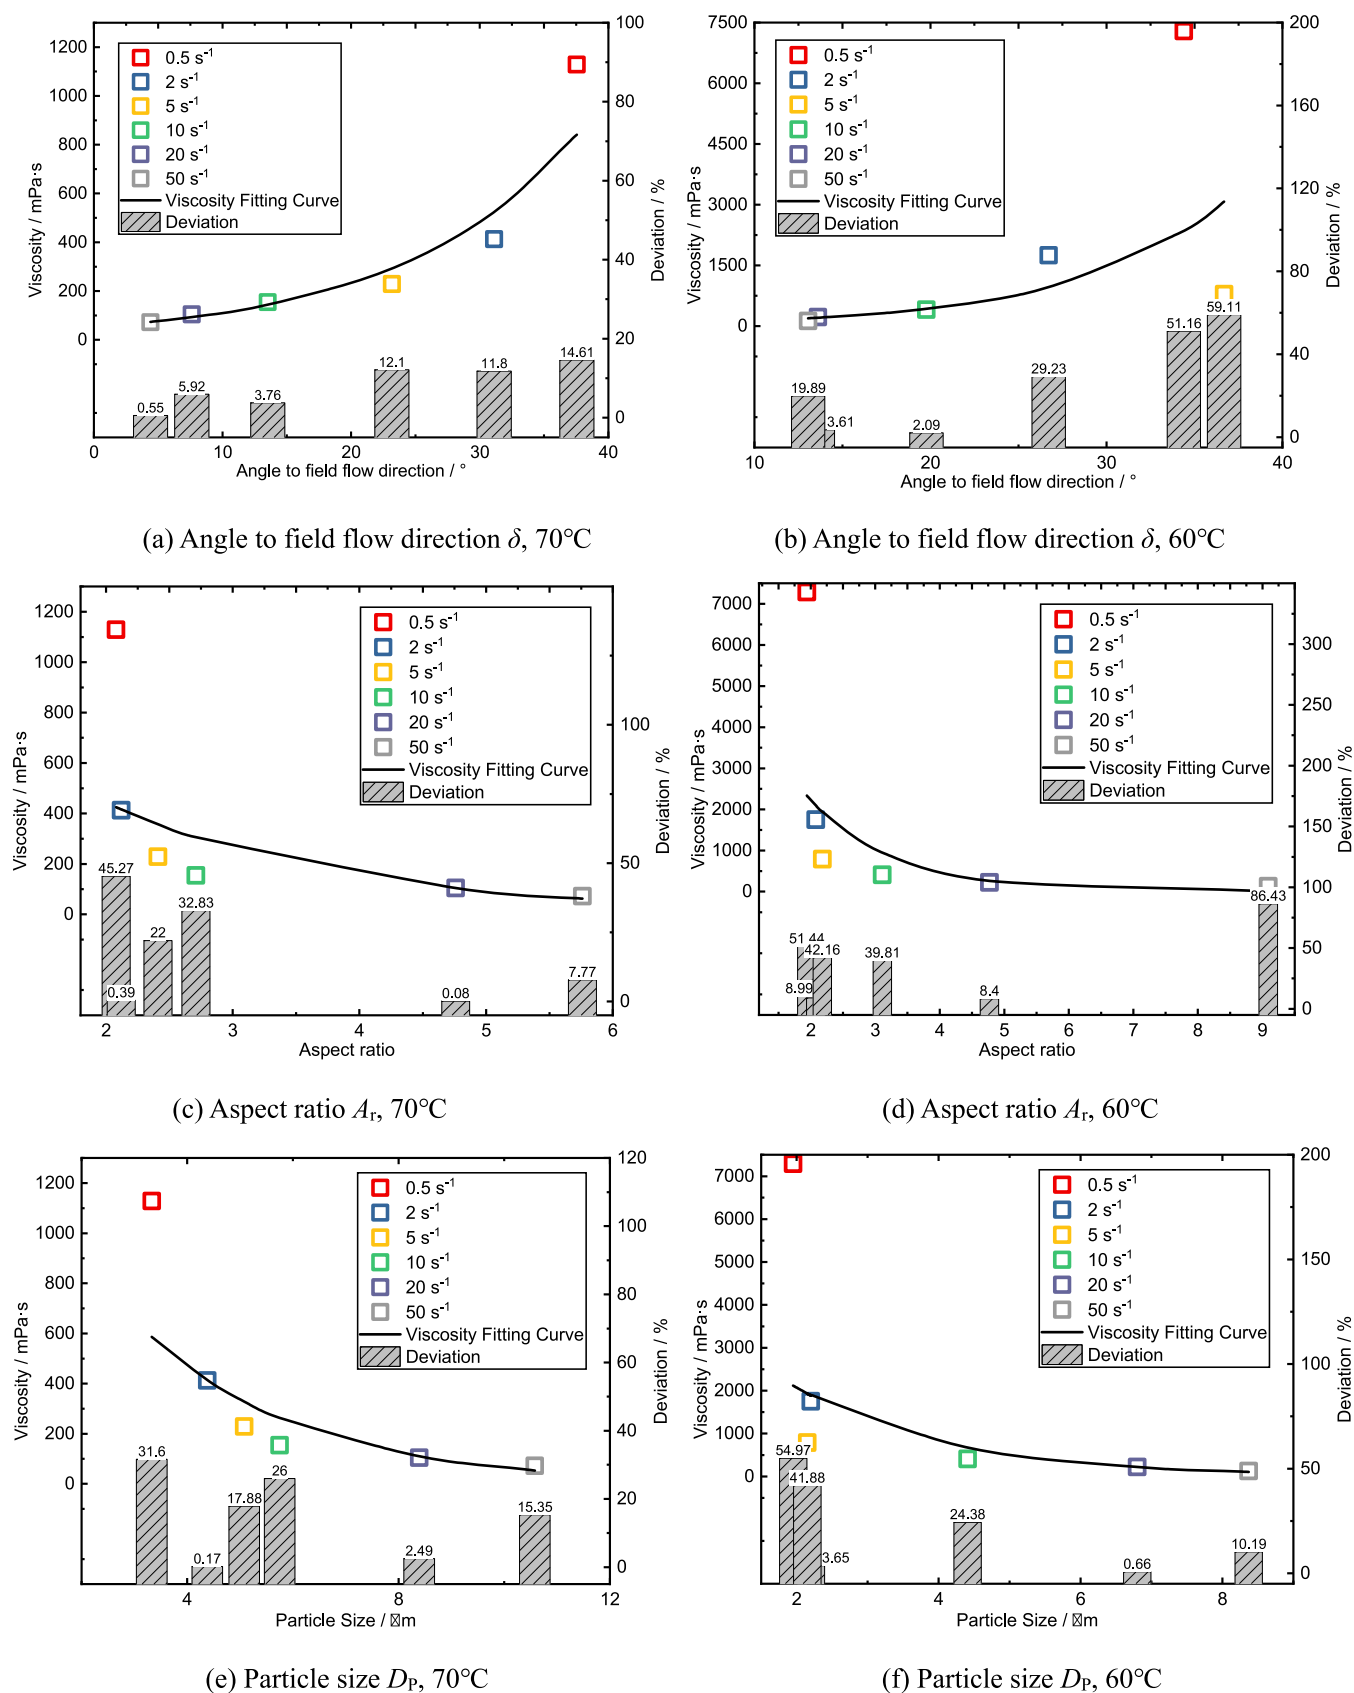 1200
1000
800
600
400
200
0
Viscosity / mPa·s
0.5 s⁻¹
2 s⁻¹
5 s⁻¹
10 s⁻¹
20 s⁻¹
50 s⁻¹
Viscosity Fitting Curve
Deviation
0.55
5.92
3.76
12.1
11.8
14.61
100
80
60
40
20
0
Deviation / %
0 10 20 30 40
Angle to field flow direction / °
(a) Angle to field flow direction δ, 70℃
7500
6000
4500
3000
1500
0
Viscosity / mPa·s
0.5 s⁻¹
2 s⁻¹
5 s⁻¹
10 s⁻¹
20 s⁻¹
50 s⁻¹
Viscosity Fitting Curve
Deviation
19.89
3.61
2.09
29.23
51.16
59.11
200
160
120
80
40
0
Deviation / %
10 20 30 40
Angle to field flow direction / °
(b) Angle to field flow direction δ, 60℃
1200
1000
800
600
400
200
0
Viscosity / mPa·s
0.5 s⁻¹
2 s⁻¹
5 s⁻¹
10 s⁻¹
20 s⁻¹
50 s⁻¹
Viscosity Fitting Curve
Deviation
45.27
0.39
22
32.83
0.08
7.77
100
50
0
Deviation / %
2 3 4 5 6
Aspect ratio
(c) Aspect ratio Aᵣ, 70℃
7000
6000
5000
4000
3000
2000
1000
0
Viscosity / mPa·s
0.5 s⁻¹
2 s⁻¹
5 s⁻¹
10 s⁻¹
20 s⁻¹
50 s⁻¹
Viscosity Fitting Curve
Deviation
51.44
8.99
42.16
39.81
8.4
86.43
300
250
200
150
100
50
0
Deviation / %
2 3 4 5 6 7 8 9
Aspect ratio
(d) Aspect ratio Aᵣ, 60℃
1200
1000
800
600
400
200
0
Viscosity / mPa·s
0.5 s⁻¹
2 s⁻¹
5 s⁻¹
10 s⁻¹
20 s⁻¹
50 s⁻¹
Viscosity Fitting Curve
Deviation
31.6
0.17
17.88
26
2.49
15.35
120
100
80
60
40
20
0
Deviation / %
4 8 12
Particle Size / m
(e) Particle size Dₚ, 70℃
7000
6000
5000
4000
3000
2000
1000
0
Viscosity / mPa·s
0.5 s⁻¹
2 s⁻¹
5 s⁻¹
10 s⁻¹
20 s⁻¹
50 s⁻¹
Viscosity Fitting Curve
Deviation
54.97
41.88
3.65
24.38
0.66
10.19
200
150
100
50
0
Deviation / %
2 4 6 8
Particle Size / m
(f) Particle size Dₚ, 60℃